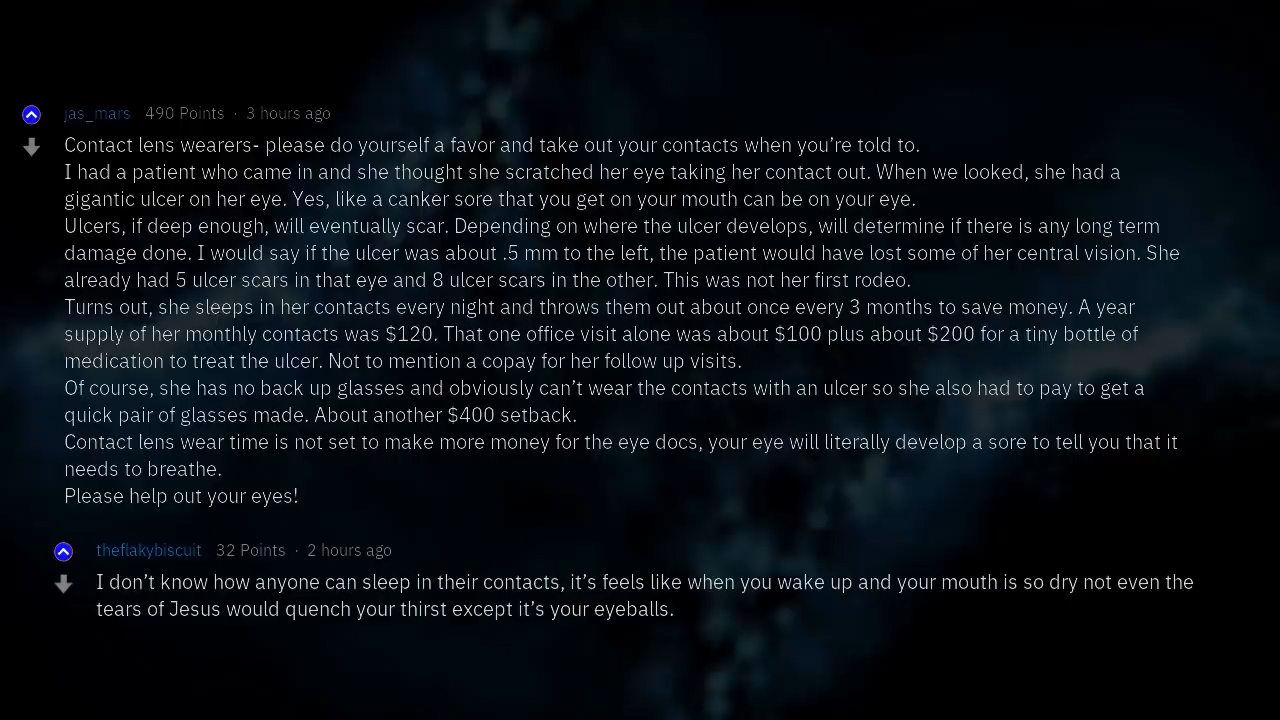 jas_mars 490 Points · 3 hours ago
Contact lens wearers- please do yourself a favor and take out your contacts when you’re told to.
I had a patient who came in and she thought she scratched her eye taking her contact out. When we looked, she had a
gigantic ulcer on her eye. Yes, like a canker sore that you get on your mouth can be on your eye.
Ulcers, if deep enough, will eventually scar. Depending on where the ulcer develops, will determine if there is any long term
damage done. I would say if the ulcer was about .5 mm to the left, the patient would have lost some of her central vision. She
already had 5 ulcer scars in that eye and 8 ulcer scars in the other. This was not her first rodeo.
Turns out, she sleeps in her contacts every night and throws them out about once every 3 months to save money. A year
supply of her monthly contacts was $120. That one office visit alone was about $100 plus about $200 for a tiny bottle of
medication to treat the ulcer. Not to mention a copay for her follow up visits.
Of course, she has no back up glasses and obviously can’t wear the contacts with an ulcer so she also had to pay to get a
quick pair of glasses made. About another $400 setback.
Contact lens wear time is not set to make more money for the eye docs, your eye will literally develop a sore to tell you that it
needs to breathe.
Please help out your eyes!
theflakybiscuit 32 Points · 2 hours ago
I don’t know how anyone can sleep in their contacts, it’s feels like when you wake up and your mouth is so dry not even the
tears of Jesus would quench your thirst except it’s your eyeballs.